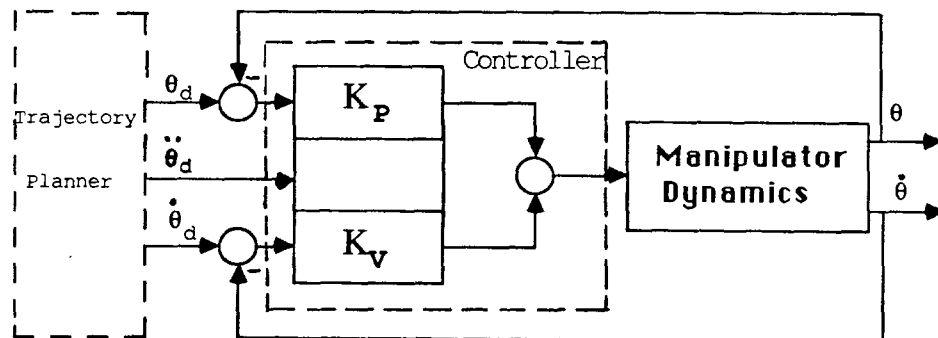 Controller
Trajectory
Planner
θ_d
θ̈_d
θ̇_d
-
-
K_P
K_V
Manipulator
Dynamics
θ
θ̇